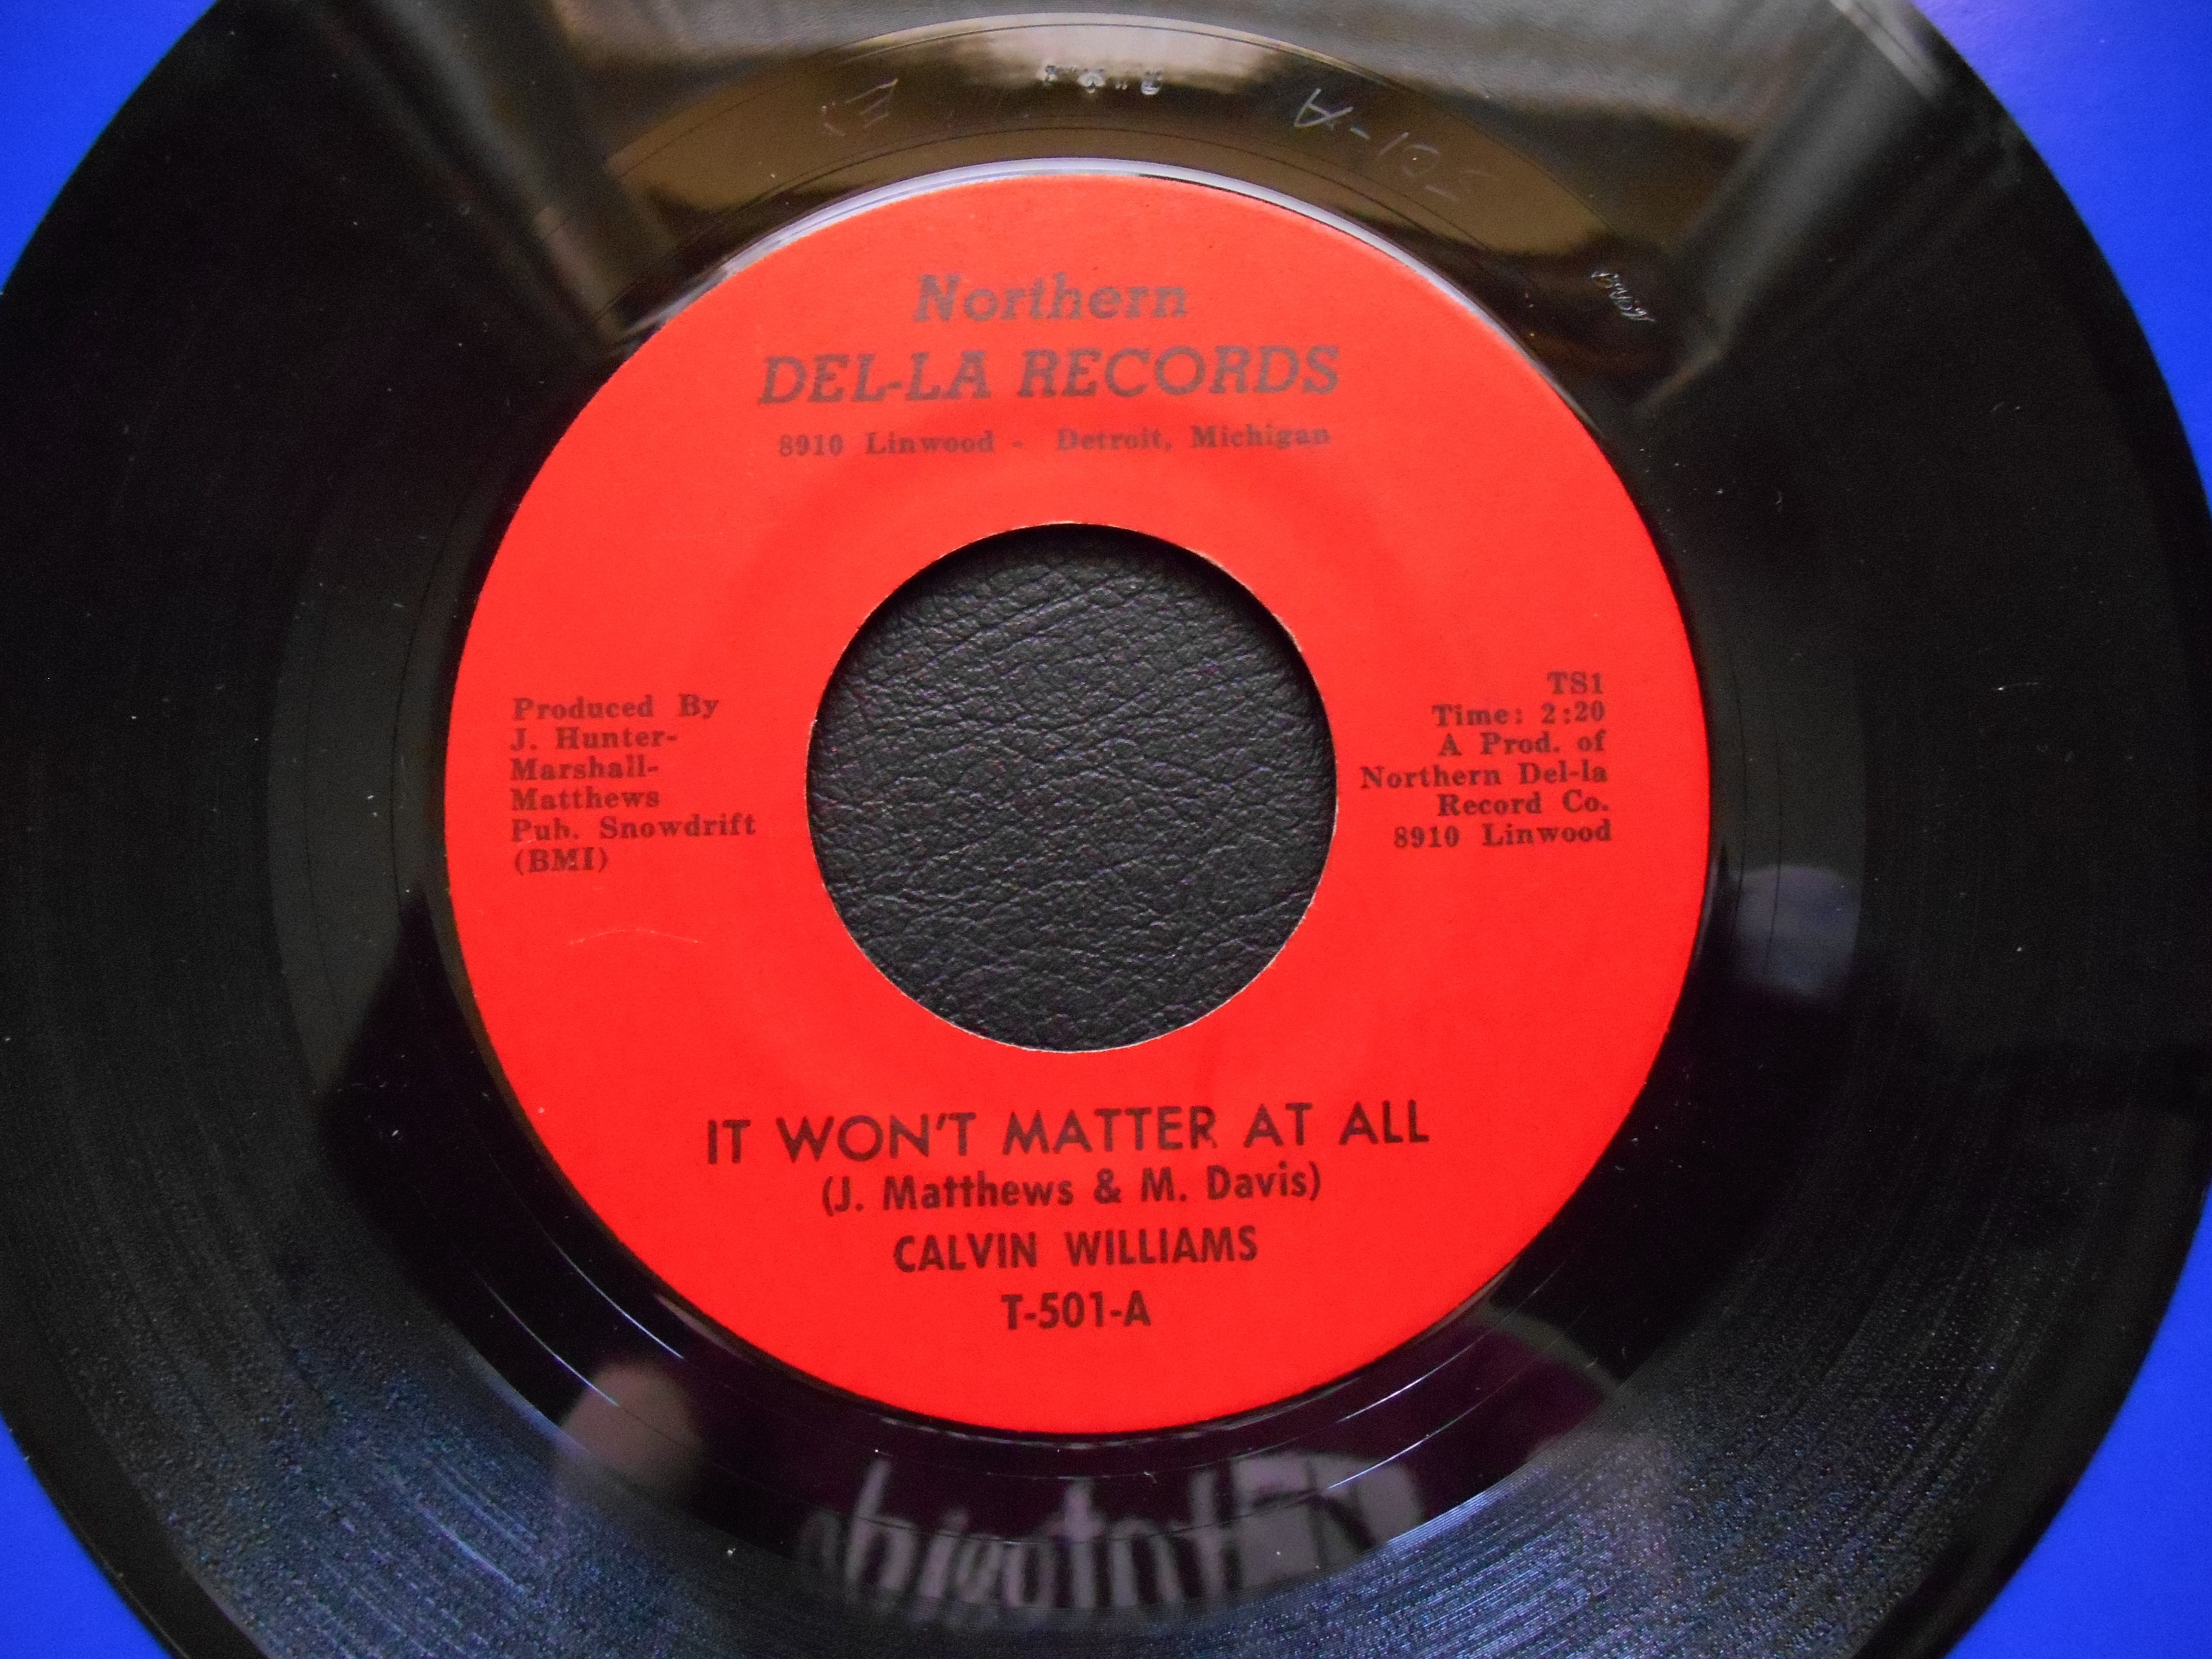 501-A
Northern
DEL-LA RECORDS
8910 Linwood - Detroit, Michigan
Produced By
J. Hunter-
Marshall-
Matthews
Pub. Snowdrift
(BMI)
TS1
Time: 2:20
A Prod. of
Northern Del-la
Record Co.
8910 Linwood
IT WON'T MATTER AT ALL
(J. Matthews & M. Davis)
CALVIN WILLIAMS
T-501-A